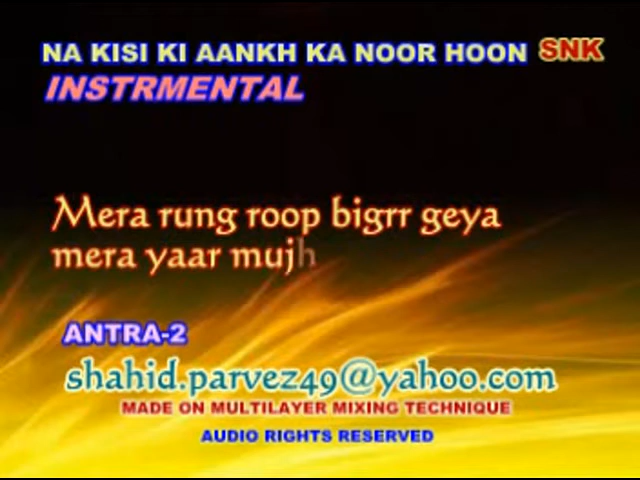 NA KISI KI AANKH KA NOOR HOON SNK
INSTRMENTAL
Mera rung roop bigrr geya
mera yaar mujh
ANTRA-2
shahid.parvez49@yahoo.com
MADE ON MULTILAYER MIXING TECHNIQUE
AUDIO RIGHTS RESERVED